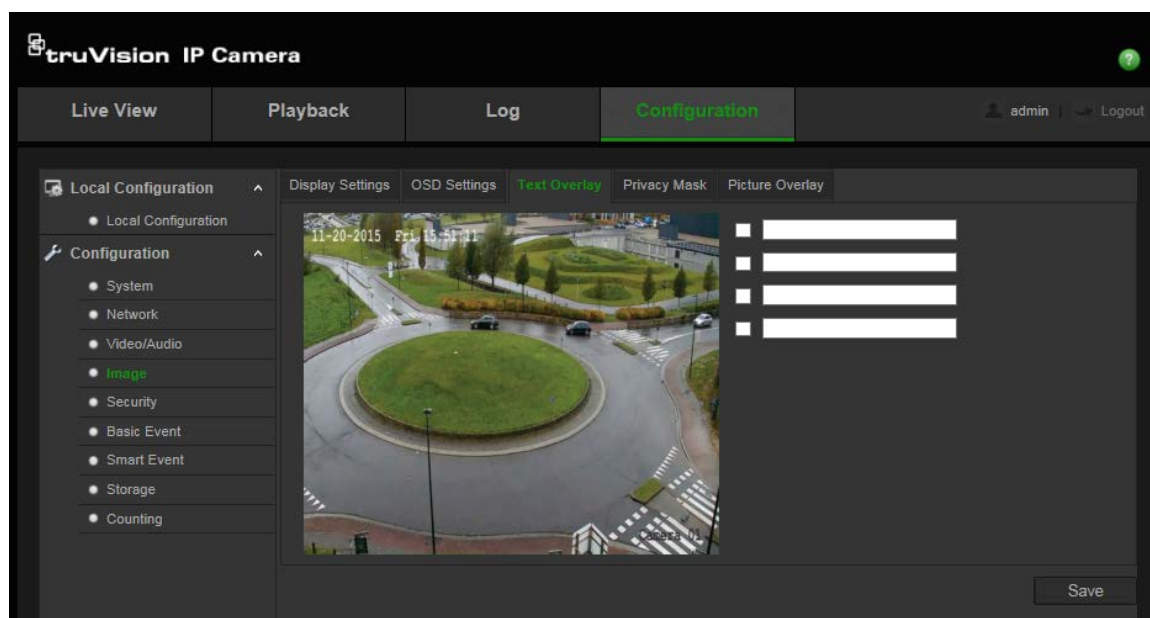 truVision IP Camera
?
Live View Playback Log Configuration admin | Logout
Local Configuration
Local Configuration
Configuration
System
Network
Video/Audio
Image
Security
Basic Event
Smart Event
Storage
Counting
Display Settings OSD Settings Text Overlay Privacy Mask Picture Overlay
11-20-2015 Fri 15:51:11
Camera 01
Save